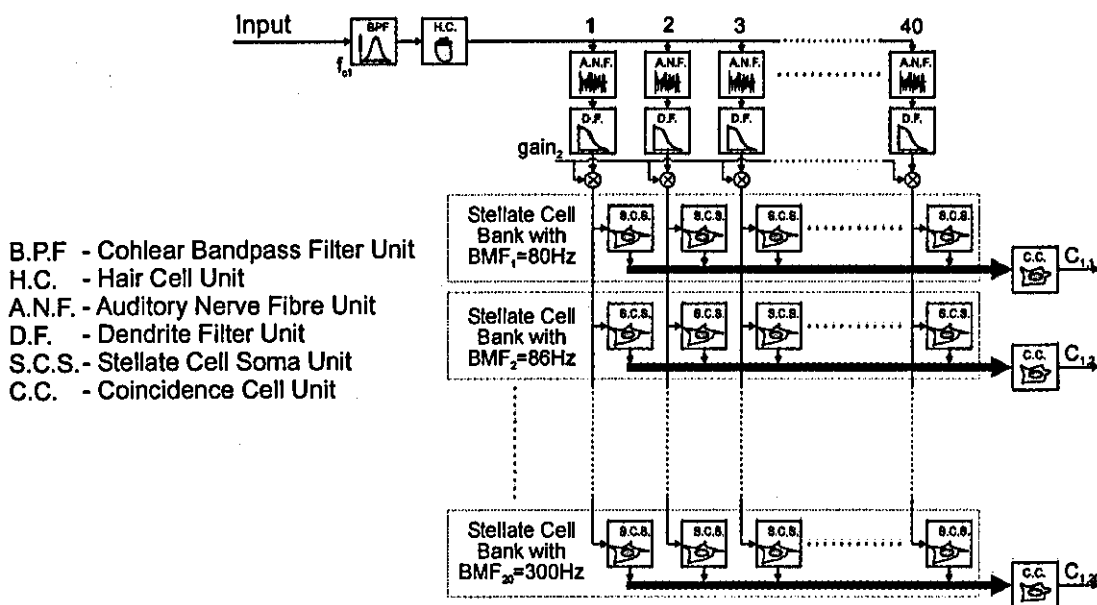 Input
BPF
H.C.
f_c1
1 2 3 40
A.N.F. A.N.F. A.N.F. A.N.F.
D.F. D.F. D.F. D.F.
gain_2
Stellate Cell
Bank with
BMF_1=80Hz
S.C.S. S.C.S. S.C.S. S.C.S.
C.C. C_1,1
Stellate Cell
Bank with
BMF_2=86Hz
S.C.S. S.C.S. S.C.S. S.C.S.
C.C. C_1,2
Stellate Cell
Bank with
BMF_20=300Hz
S.C.S. S.C.S. S.C.S. S.C.S.
C.C.
B.P.F - Cohlear Bandpass Filter Unit
H.C. - Hair Cell Unit
A.N.F. - Auditory Nerve Fibre Unit
D.F. - Dendrite Filter Unit
S.C.S. - Stellate Cell Soma Unit
C.C. - Coincidence Cell Unit